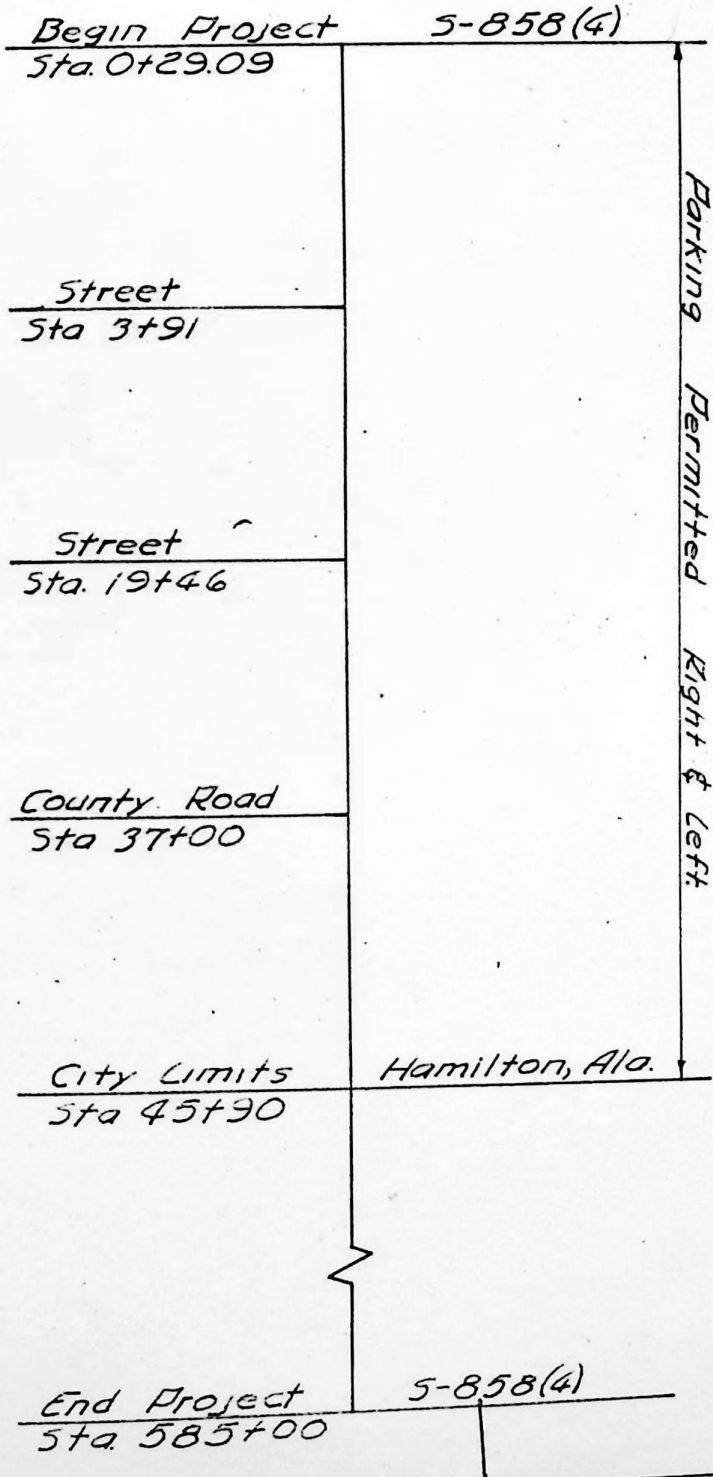 Begin Project S-858(4)
Sta. 0+29.09
Street
Sta 3+91
Street
Sta. 19+46
County Road
Sta 37+00
City Limits Hamilton, Ala.
Sta 45+90
Parking Permitted Right & Left
End Project S-858(4)
Sta. 585+00